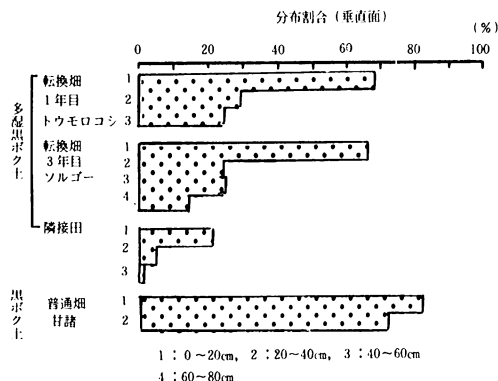 分布割合（垂直面）
（％）
0 20 40 60 80 100
多湿黒ボク土
転換畑
1年目
トウモロコシ
1
2
3
転換畑
3年目
ソルゴー
1
2
3
4
隣接田
1
2
3
黒ボク土
普通畑
甘諸
1
2
1：0～20cm，2：20～40cm，3：40～60cm
4：60～80cm